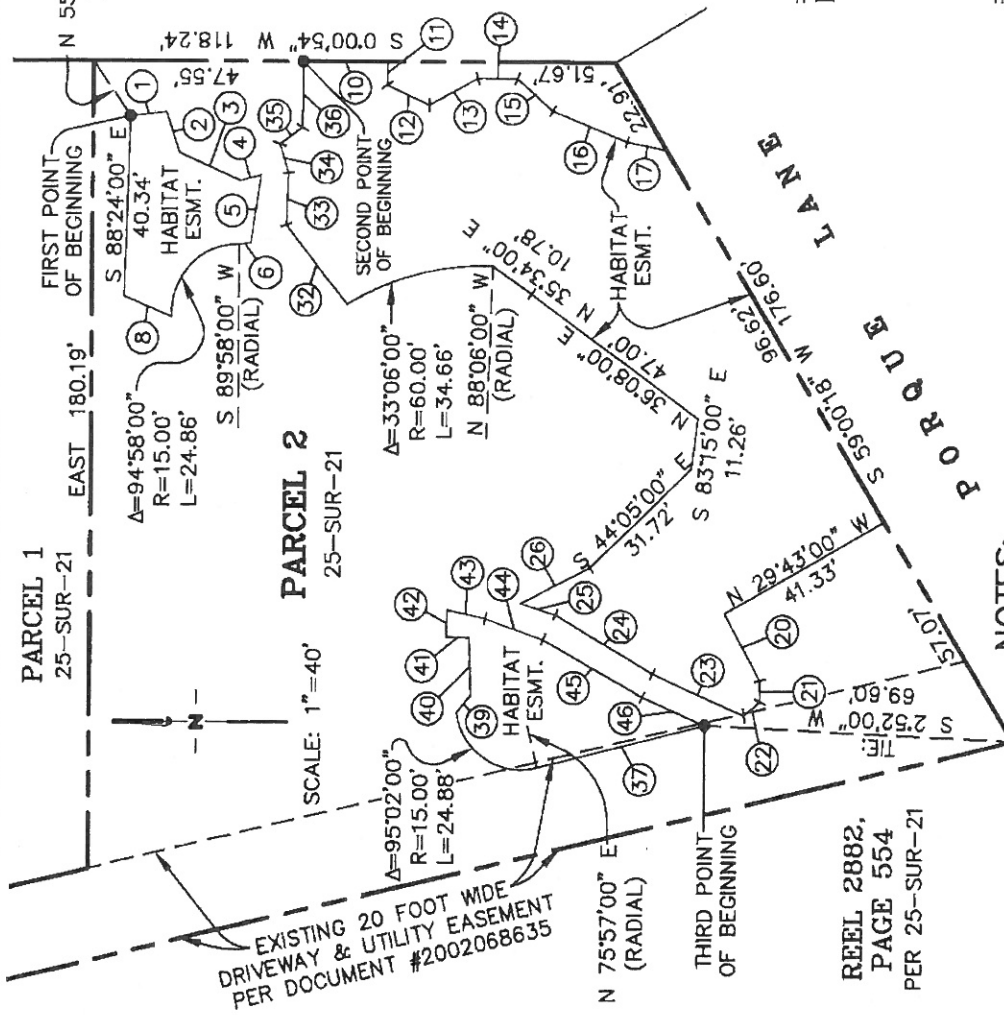 PARCEL 1
25-SUR-21
EAST 180.19'
N 55
FIRST POINT
OF BEGINNING
S 88°24'00" E
40.34'
HABITAT
ESMT.
1
2
3
4
5
6
8
47.55'
118.24'
S 0°00'54" W
Δ=94°58'00"
R=15.00'
L=24.86'
S 89°58'00" W
(RADIAL)
PARCEL 2
25-SUR-21
N
SCALE: 1"=40'
10
11
12
13
14
15
16
17
51.67'
22.91'
35
36
34
33
32
SECOND POINT
OF BEGINNING
Δ=33°06'00"
R=60.00'
L=34.66'
N 88°06'00" W
(RADIAL)
N 35°34'00" E
10.78'
HABITAT
ESMT.
N 36°08'00" E
47.00'
S 83°15'00" E
11.26'
S 44°05'00" E
31.72'
96.62'
S 59°00'18" W 176.60'
PORQUE LANE
N 29°43'00" W
41.33'
57.07'
20
21
22
23
24
25
26
37
39
40
41
42
43
44
45
46
HABITAT
ESMT.
Δ=95°02'00"
R=15.00'
L=24.88'
EXISTING 20 FOOT WIDE
DRIVEWAY & UTILITY EASEMENT
PER DOCUMENT #2002068635
N 75°57'00" E
(RADIAL)
THIRD POINT
OF BEGINNING
TIE:
S 2°52'00" W
69.60'
REEL 2882,
PAGE 554
PER 25-SUR-21
NOTES: